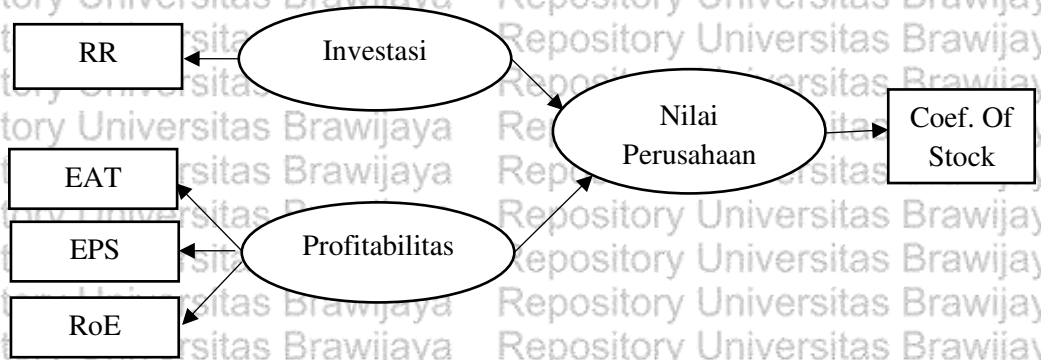 RR
Investasi
Nilai
Perusahaan
Coef. Of
Stock
EAT
EPS
Profitabilitas
RoE
Repository Universitas Brawijaya